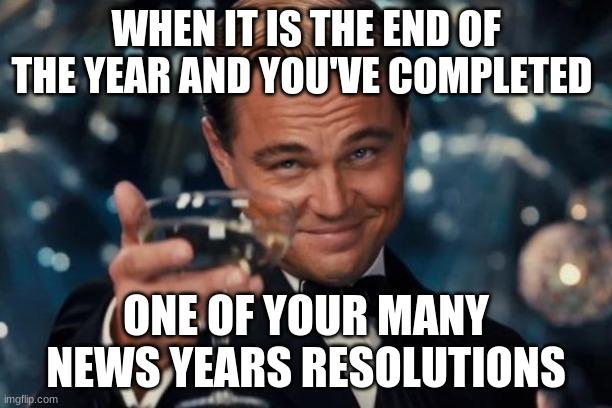 WHEN IT IS THE END OF
THE YEAR AND YOU'VE COMPLETED
ONE OF YOUR MANY
NEWS YEARS RESOLUTIONS
imgflip.com